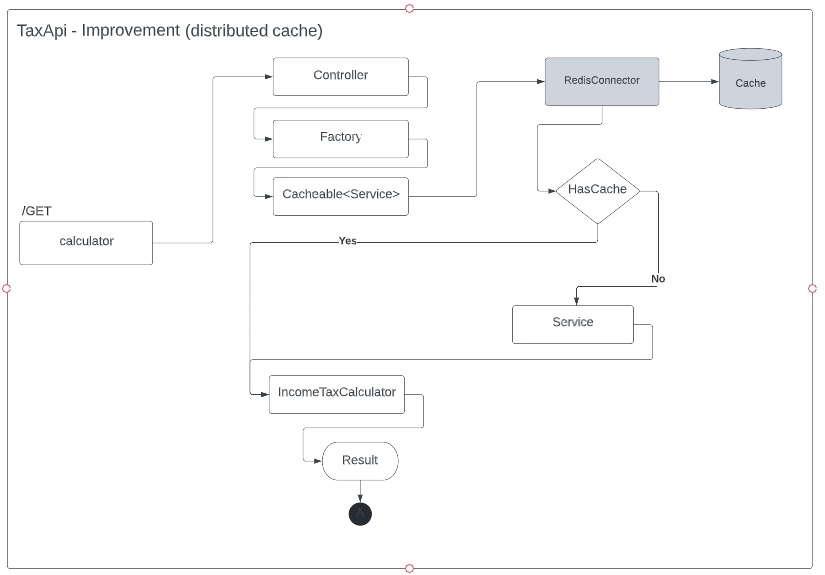 TaxApi - Improvement (distributed cache)
Controller
RedisConnector
Cache
Factory
Cacheable<Service>
HasCache
/GET
calculator
Yes
No
Service
IncomeTaxCalculator
Result
A